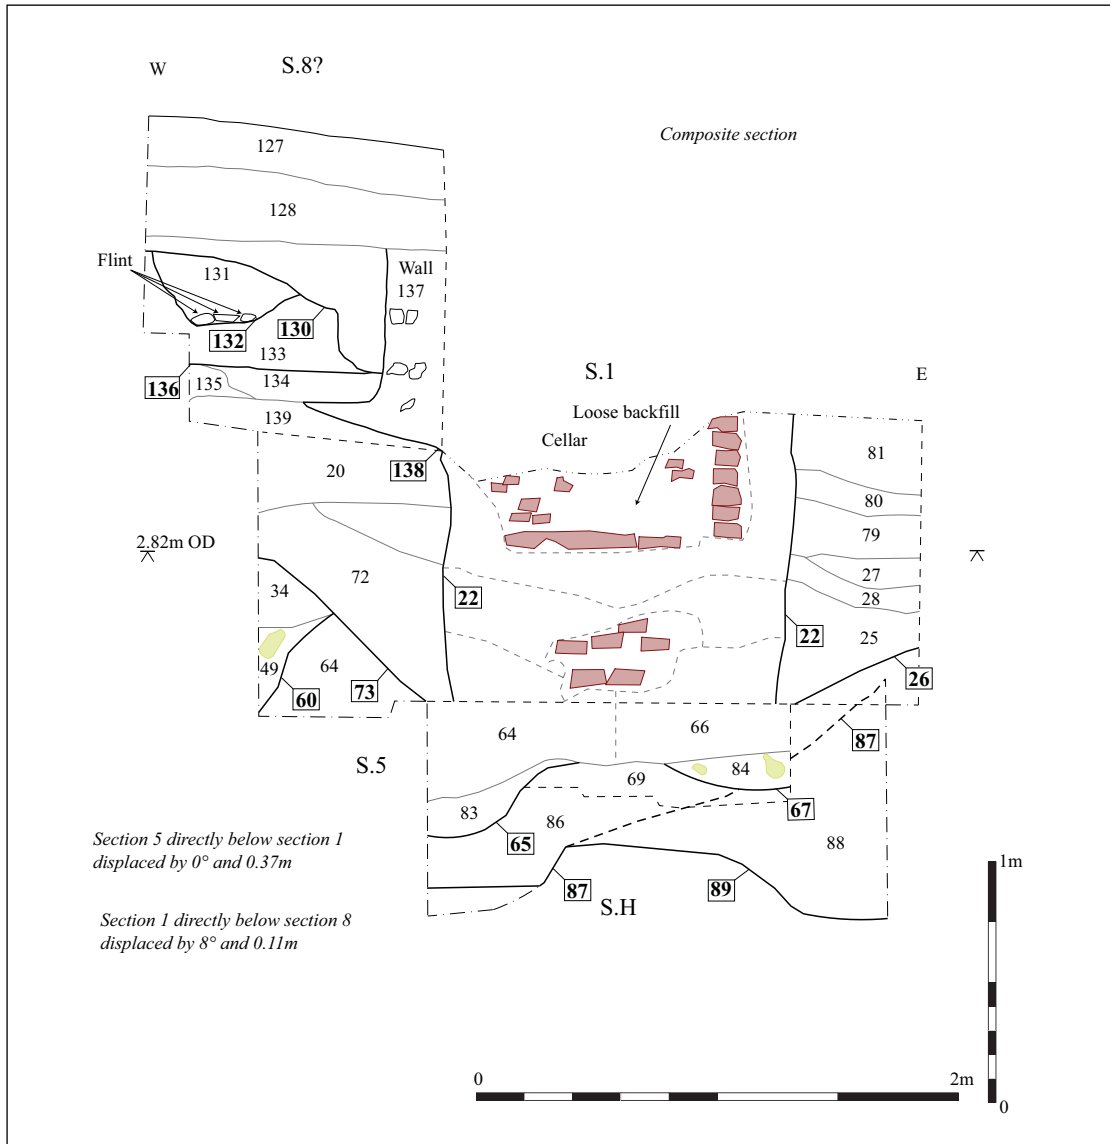 W
S.8?
Composite section
127
128
Flint
131
Wall
137
132
130
133
136
135
134
139
138
S.1
E
Loose backfill
Cellar
20
81
80
79
2.82m OD
72
27
28
34
22
22
25
49
64
60
73
26
64
66
87
S.5
69
84
83
65
86
67
88
Section 5 directly below section 1
displaced by 0° and 0.37m
87
89
S.H
Section 1 directly below section 8
displaced by 8° and 0.11m
1m
0
2m
0